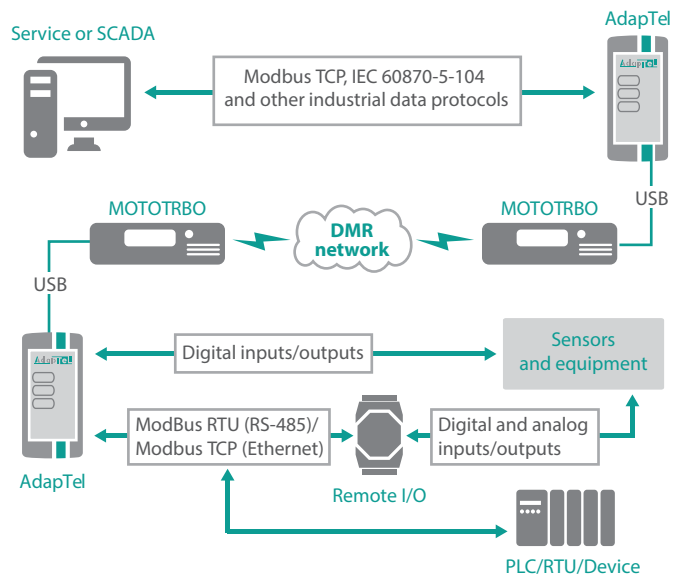 AdapTel
Service or SCADA
AdapTel
Modbus TCP, IEC 60870-5-104
and other industrial data protocols
USB
MOTOTRBO
MOTOTRBO
DMR
network
USB
AdapTel
Digital inputs/outputs
Sensors
and equipment
ModBus RTU (RS-485)/
Modbus TCP (Ethernet)
Digital and analog
inputs/outputs
AdapTel
Remote I/O
PLC/RTU/Device